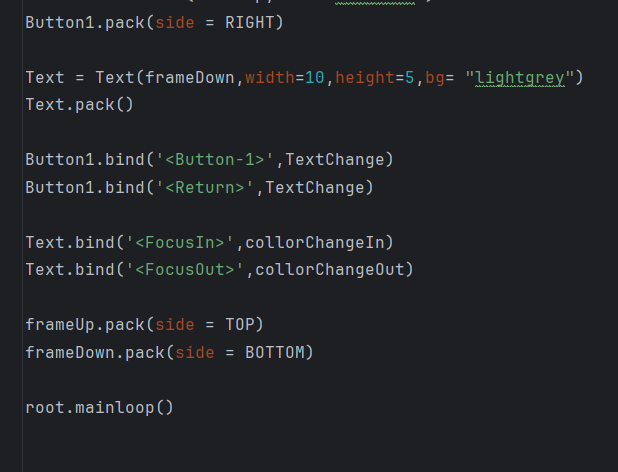 Button1.pack(side = RIGHT)
Text = Text(frameDown,width=10,height=5,bg= "lightgrey")
Text.pack()
Button1.bind('<Button-1>',TextChange)
Button1.bind('<Return>',TextChange)
Text.bind('<FocusIn>',collorChangeIn)
Text.bind('<FocusOut>',collorChangeOut)
frameUp.pack(side = TOP)
frameDown.pack(side = BOTTOM)
root.mainloop()